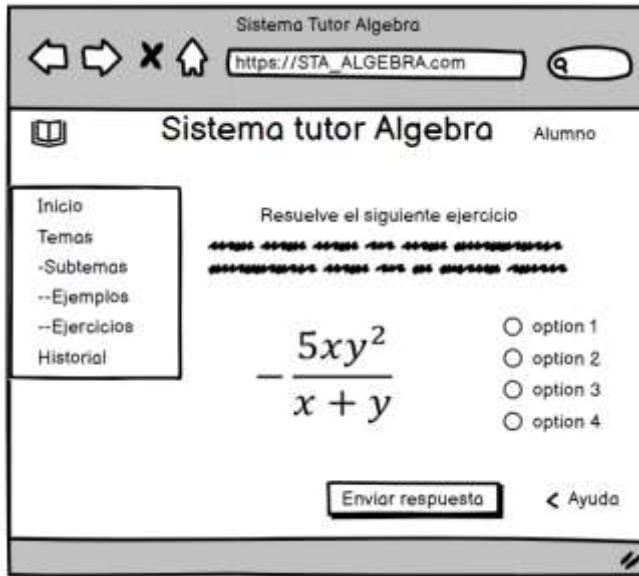 Sistema Tutor Algebra
https://STA_ALGEBRA.com
Sistema tutor Algebra
Alumno
Inicio
Temas
-Subtemas
--Ejemplos
--Ejercicios
Historial
Resuelve el siguiente ejercicio
5xy²
−
x + y
option 1
option 2
option 3
option 4
Enviar respuesta
< Ayuda